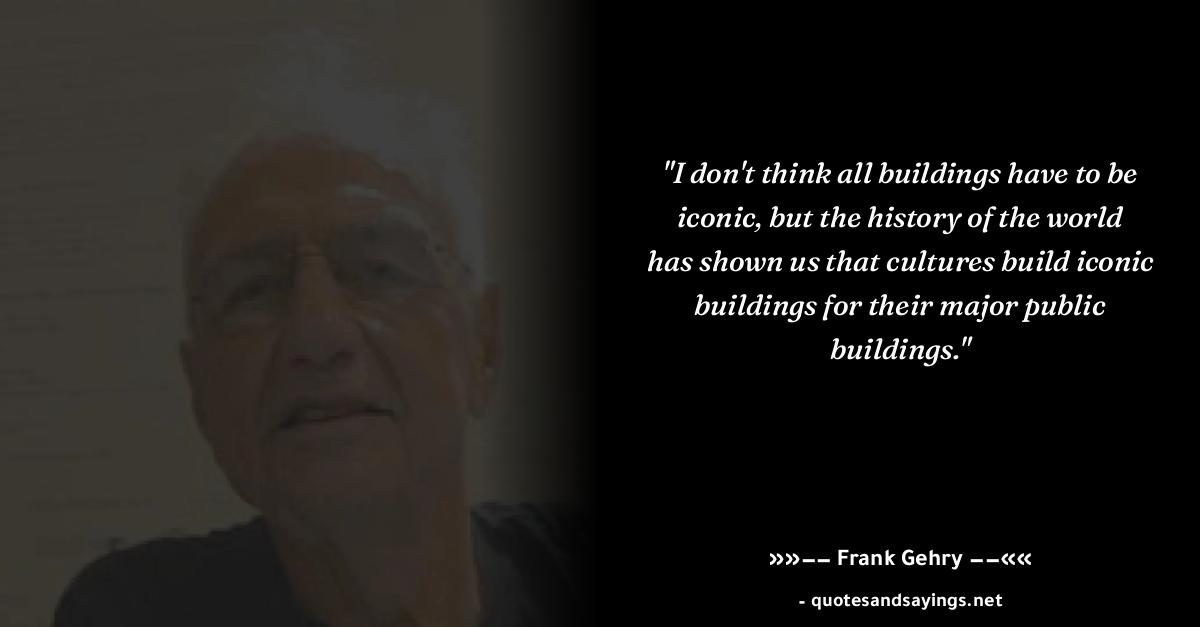 "I don't think all buildings have to be
iconic, but the history of the world
has shown us that cultures build iconic
buildings for their major public
buildings."
»»−− Frank Gehry −−««
- quotesandsayings.net